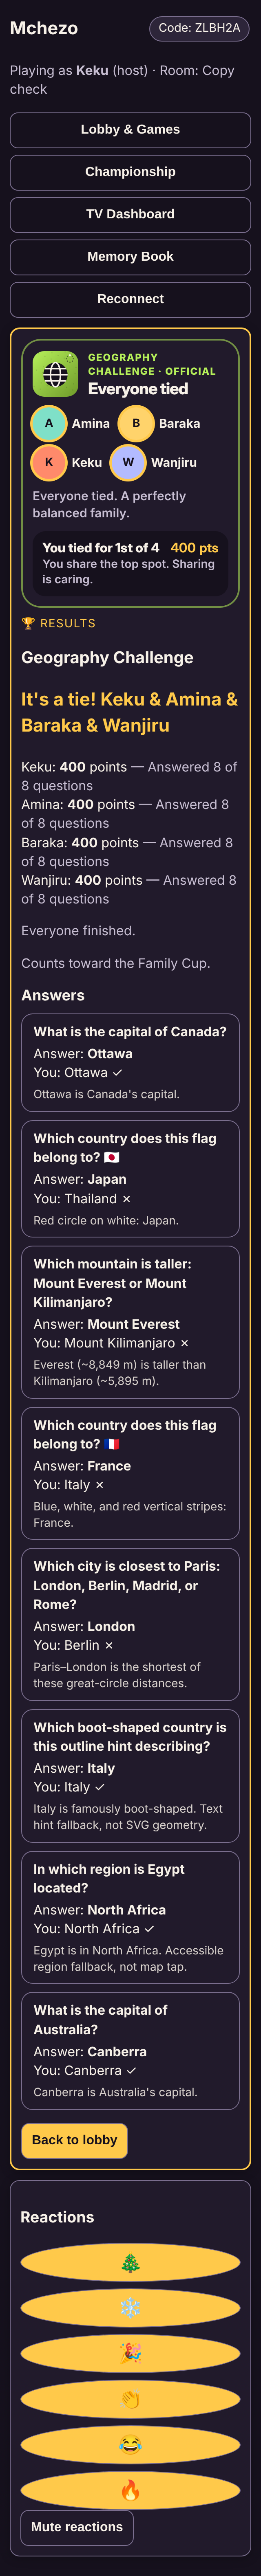 Mchezo
Code: ZLBH2A
Playing as Keku (host) · Room: Copy
check
Lobby & Games
Championship
TV Dashboard
Memory Book
Reconnect
GEOGRAPHY
CHALLENGE · OFFICIAL
Everyone tied
A Amina B Baraka
K Keku W Wanjiru
Everyone tied. A perfectly
balanced family.
You tied for 1st of 4 400 pts
You share the top spot. Sharing
is caring.
🏆 RESULTS
Geography Challenge
It's a tie! Keku & Amina &
Baraka & Wanjiru
Keku: 400 points — Answered 8 of
8 questions
Amina: 400 points — Answered 8
of 8 questions
Baraka: 400 points — Answered 8
of 8 questions
Wanjiru: 400 points — Answered 8
of 8 questions
Everyone finished.
Counts toward the Family Cup.
Answers
What is the capital of Canada?
Answer: Ottawa
You: Ottawa ✓
Ottawa is Canada's capital.
Which country does this flag
belong to? 🇯🇵
Answer: Japan
You: Thailand ×
Red circle on white: Japan.
Which mountain is taller:
Mount Everest or Mount
Kilimanjaro?
Answer: Mount Everest
You: Mount Kilimanjaro ×
Everest (~8,849 m) is taller than
Kilimanjaro (~5,895 m).
Which country does this flag
belong to? 🇫🇷
Answer: France
You: Italy ×
Blue, white, and red vertical stripes:
France.
Which city is closest to Paris:
London, Berlin, Madrid, or
Rome?
Answer: London
You: Berlin ×
Paris–London is the shortest of
these great-circle distances.
Which boot-shaped country is
this outline hint describing?
Answer: Italy
You: Italy ✓
Italy is famously boot-shaped. Text
hint fallback, not SVG geometry.
In which region is Egypt
located?
Answer: North Africa
You: North Africa ✓
Egypt is in North Africa. Accessible
region fallback, not map tap.
What is the capital of
Australia?
Answer: Canberra
You: Canberra ✓
Canberra is Australia's capital.
Back to lobby
Reactions
🎄
❄️
🎉
👏
😂
🔥
Mute reactions